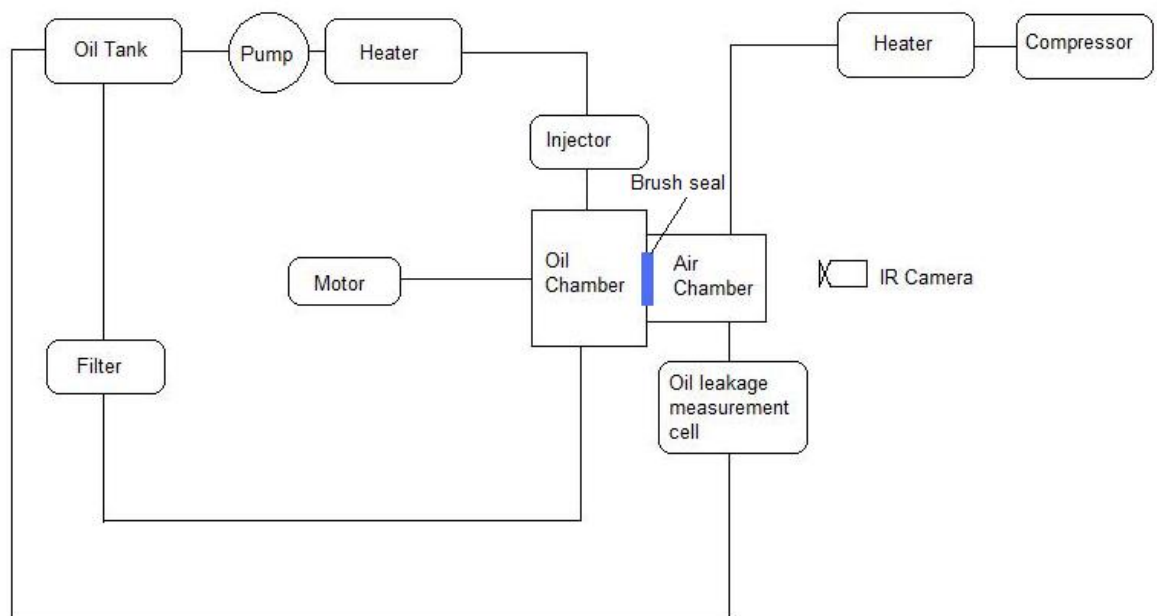 Oil Tank
Pump
Heater
Heater
Compressor
Injector
Brush seal
Oil
Chamber
Air
Chamber
Motor
IR Camera
Filter
Oil leakage
measurement
cell